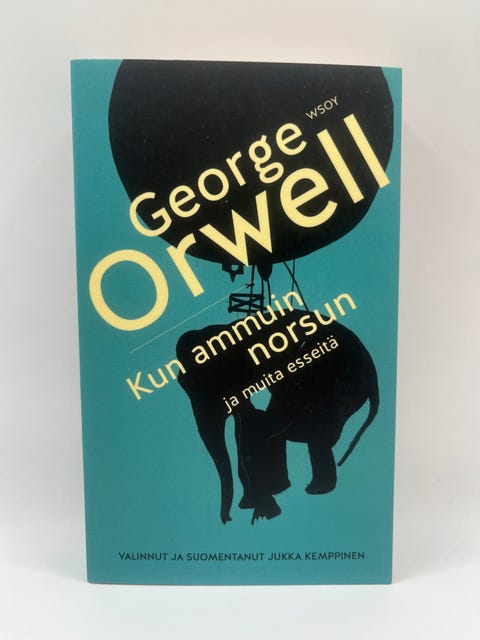 WSOY
George
Orwell
Kun ammuin
norsun
ja muita esseitä
VALINNUT JA SUOMENTANUT JUKKA KEMPPINEN